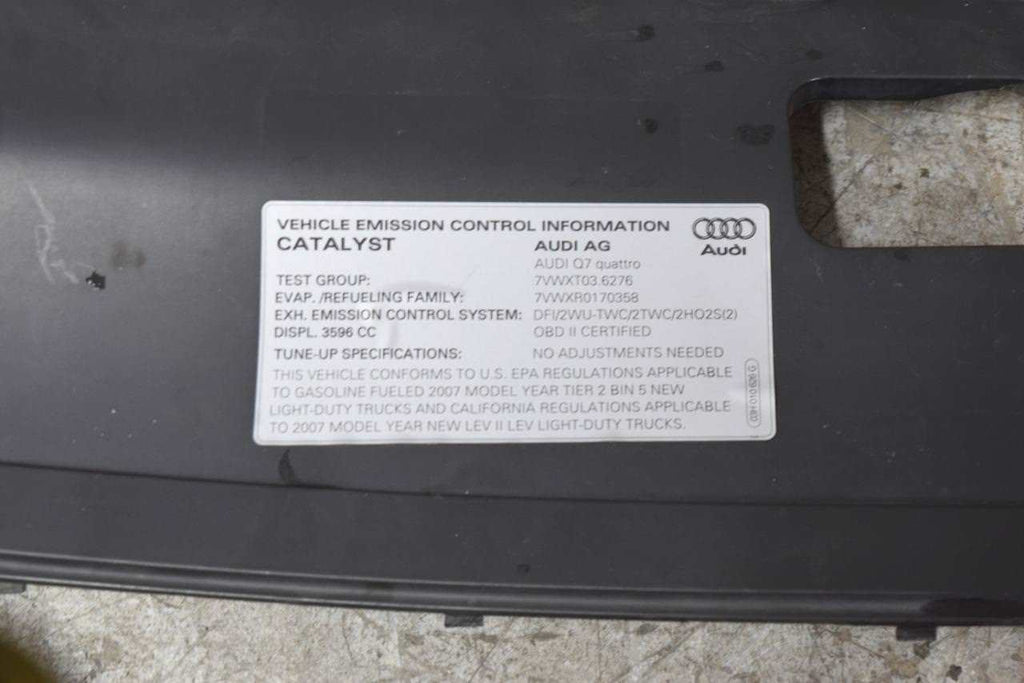 VEHICLE EMISSION CONTROL INFORMATION
CATALYST AUDI AG
Audi
AUDI Q7 quattro
TEST GROUP: 7VWXT03.6276
EVAP. /REFUELING FAMILY: 7VWXR0170358
EXH. EMISSION CONTROL SYSTEM: DFI/2WU-TWC/2TWC/2HO2S(2)
DISPL. 3596 CC OBD II CERTIFIED
TUNE-UP SPECIFICATIONS: NO ADJUSTMENTS NEEDED
THIS VEHICLE CONFORMS TO U.S. EPA REGULATIONS APPLICABLE
TO GASOLINE FUELED 2007 MODEL YEAR TIER 2 BIN 5 NEW
LIGHT-DUTY TRUCKS AND CALIFORNIA REGULATIONS APPLICABLE
TO 2007 MODEL YEAR NEW LEV II LEV LIGHT-DUTY TRUCKS.
03H 010 626 G